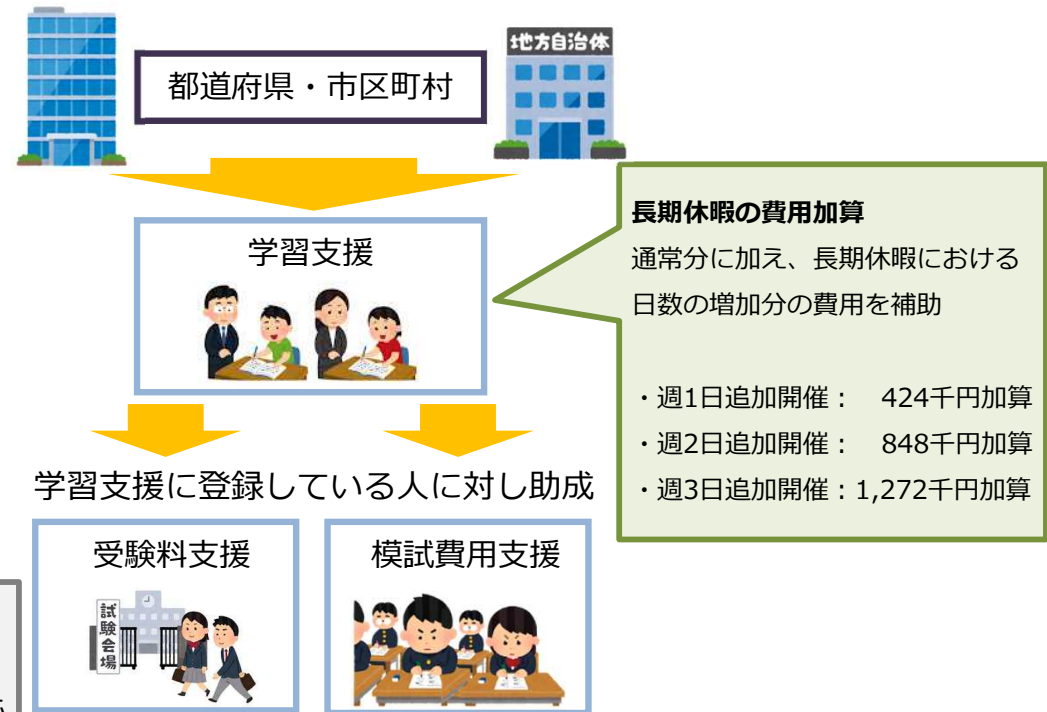 地方自治体
都道府県・市区町村
学習支援
長期休暇の費用加算
通常分に加え、長期休暇における
日数の増加分の費用を補助
・週1日追加開催： 424千円加算
・週2日追加開催： 848千円加算
・週3日追加開催：1,272千円加算
学習支援に登録している人に対し助成
受験料支援
模試費用支援
試験会場